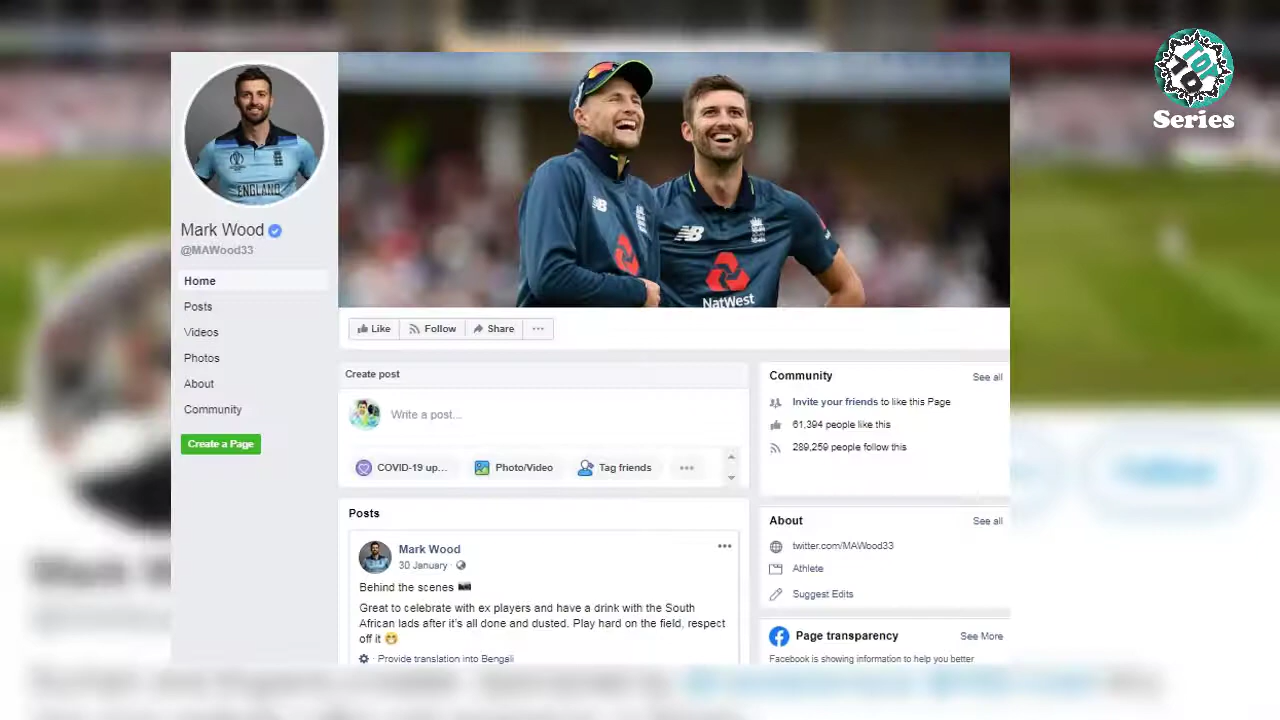 TOP
10
Series
ENGLAND
Mark Wood
@MAWood33
Home
Posts
Videos
Photos
About
Community
Create a Page
NB
NB
NatWest
Like
Follow
Share
Create post
Write a post...
COVID-19 up...
Photo/Video
Tag friends
Posts
Mark Wood
30 January ·
Behind the scenes
Great to celebrate with ex players and have a drink with the South
African lads after it's all done and dusted. Play hard on the field, respect
off it
· Provide translation into Bengali
Community
See all
Invite your friends to like this Page
61,394 people like this
289,259 people follow this
About
See all
twitter.com/MAWood33
Athlete
Suggest Edits
Page transparency
See More
Facebook is showing information to help you better